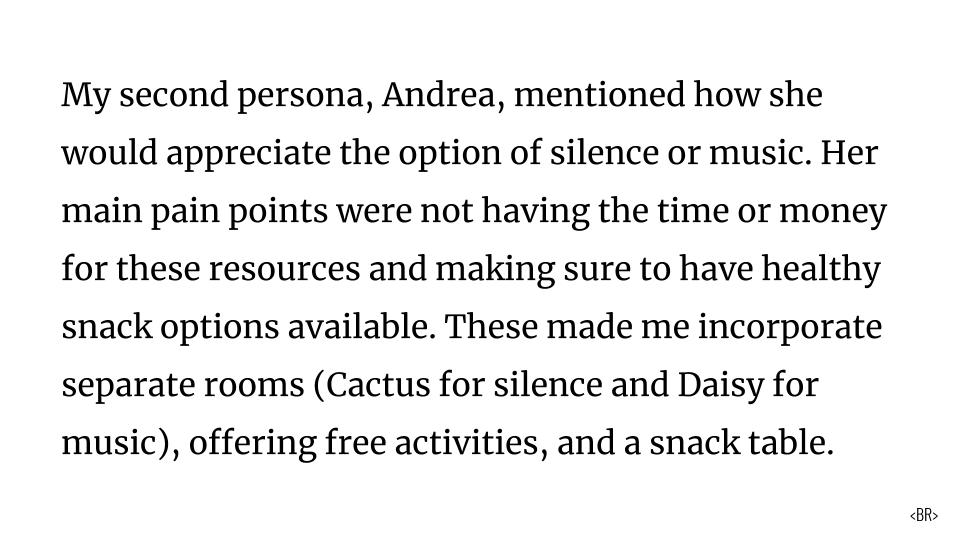 My second persona, Andrea, mentioned how she
would appreciate the option of silence or music. Her
main pain points were not having the time or money
for these resources and making sure to have healthy
snack options available. These made me incorporate
separate rooms (Cactus for silence and Daisy for
music), offering free activities, and a snack table.
<BR>